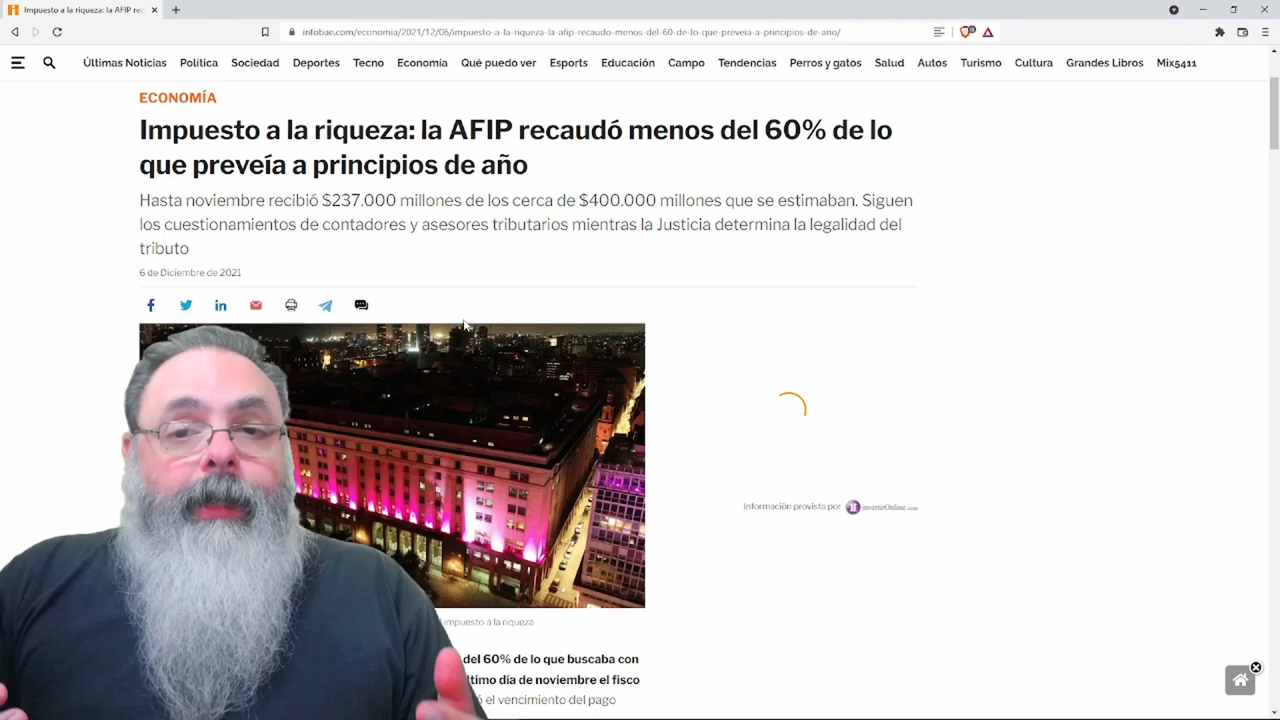 Impuesto a la riqueza: la AFIP rec
infobae.com/economia/2021/12/06/impuesto-a-la-riqueza-la-afip-recaudo-menos-del-60-de-lo-que-preveia-a-principios-de-ano/
Últimas Noticias Política Sociedad Deportes Tecno Economía Qué puedo ver Esports Educación Campo Tendencias Perros y gatos Salud Autos Turismo Cultura Grandes Libros Mix5411
ECONOMÍA
Impuesto a la riqueza: la AFIP recaudó menos del 60% de lo
que preveía a principios de año
Hasta noviembre recibió $237.000 millones de los cerca de $400.000 millones que se estimaban. Siguen
los cuestionamientos de contadores y asesores tributarios mientras la Justicia determina la legalidad del
tributo
6 de Diciembre de 2021
Información provista por invertirOnline.com
impuesto a la riqueza
del 60% de lo que buscaba con
ltimo día de noviembre el fisco
ó el vencimiento del pago